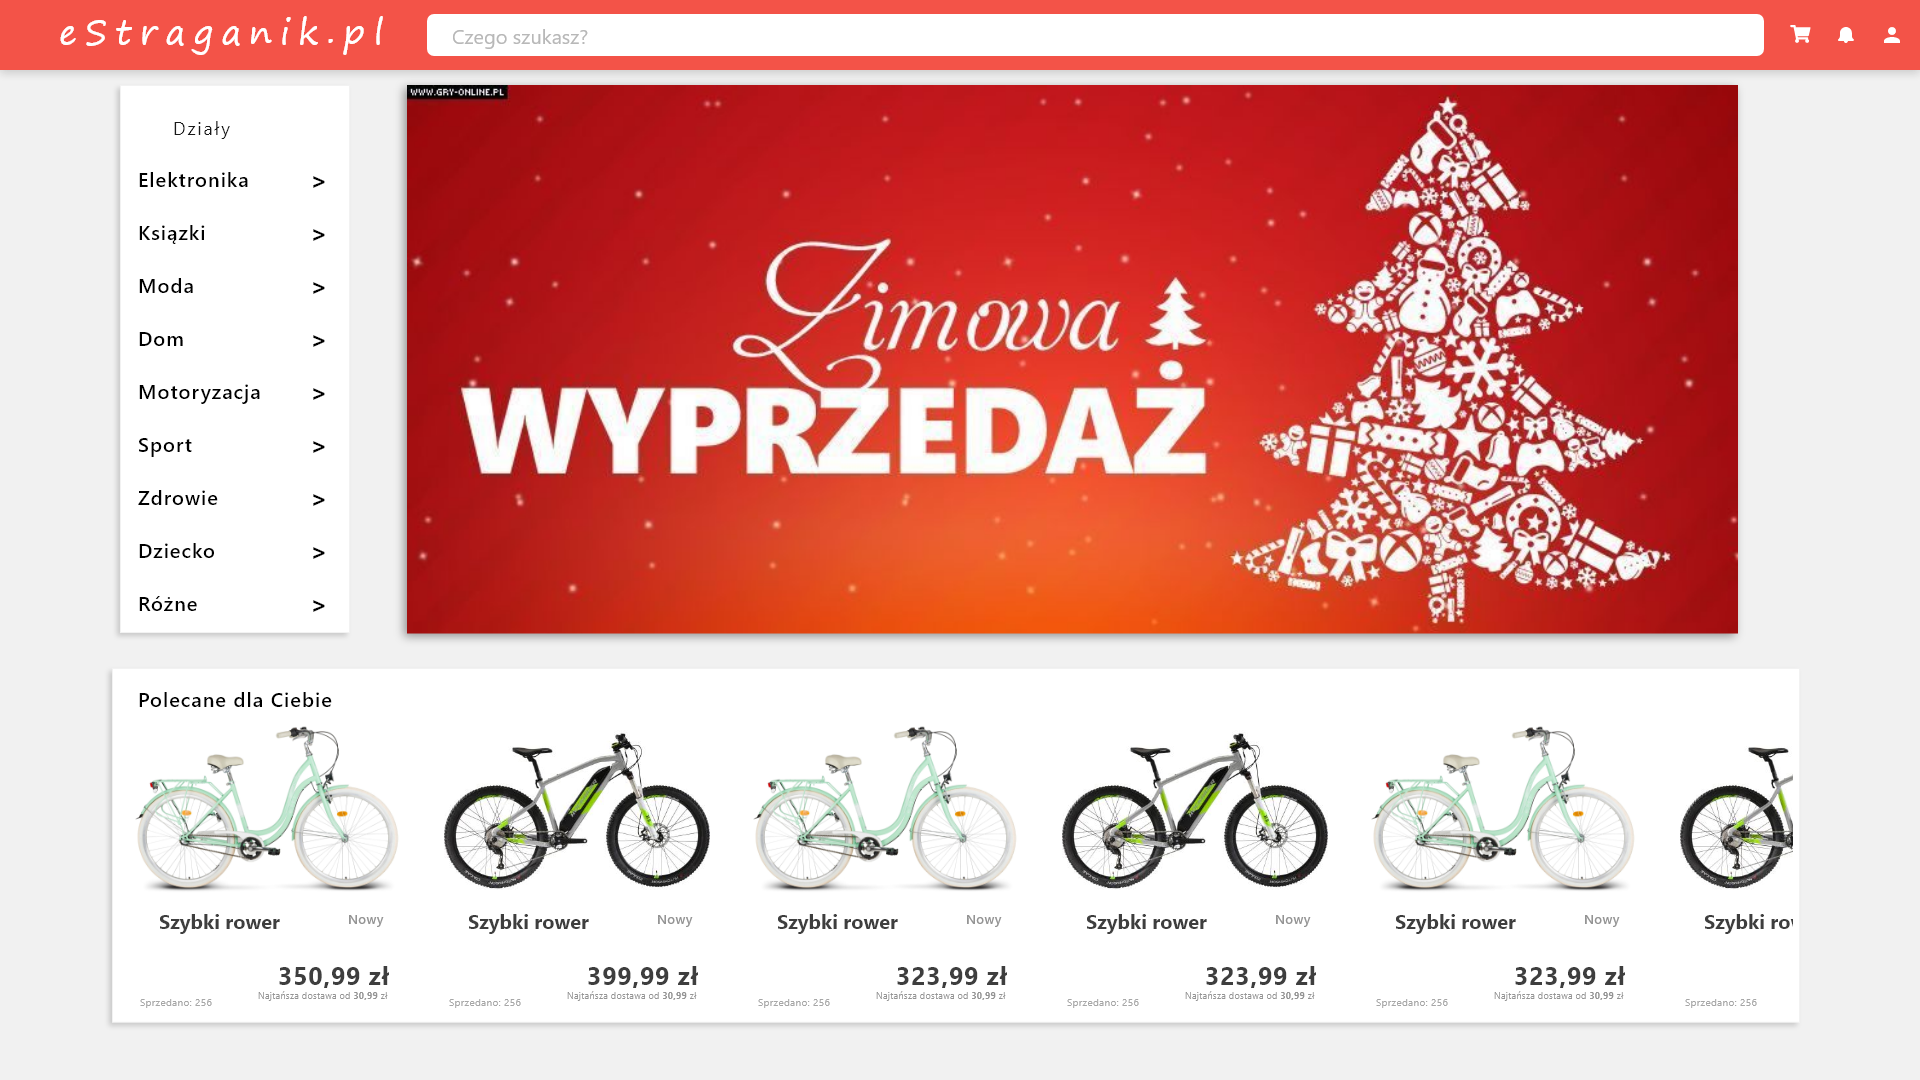 eStraganik.pl
Czego szukasz?
WWW.GRY-ONLINE.PL
Działy
Elektronika >
Ksiązki >
Moda >
Dom >
Motoryzacja >
Sport >
Zdrowie >
Dziecko >
Różne >
Zimowa
WYPRZEDAŻ
Polecane dla Ciebie
Szybki rower Nowy
350,99 zł
Najtańsza dostawa od 30,99 zł
Sprzedano: 256
Szybki rower Nowy
399,99 zł
Najtańsza dostawa od 30,99 zł
Sprzedano: 256
Szybki rower Nowy
323,99 zł
Najtańsza dostawa od 30,99 zł
Sprzedano: 256
Szybki rower Nowy
323,99 zł
Najtańsza dostawa od 30,99 zł
Sprzedano: 256
Szybki rower Nowy
323,99 zł
Najtańsza dostawa od 30,99 zł
Sprzedano: 256
Szybki
Sprzedano: 256